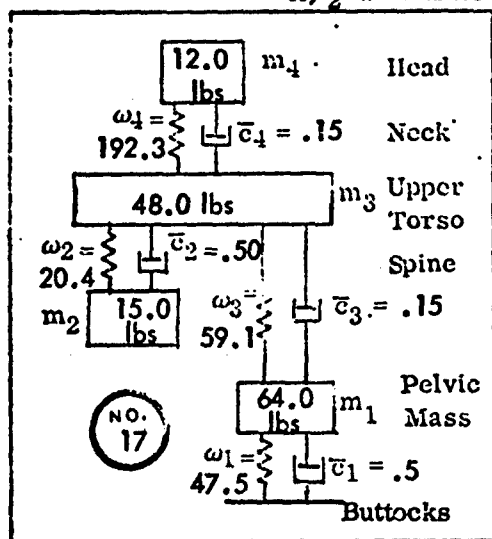 12.0 m₄ Head
lbs
ω₄ = c̅₄ = .15 Neck
192.3
48.0 lbs m₃ Upper
Torso
ω₂ = c̅₂ = .50
20.4 Spine
m₂ 15.0 ω₃ = c̅₃ = .15
lbs 59.1
NO. 64.0 m₁ Pelvic
17 lbs Mass
ω₁ = c̅₁ = .5
47.5
Buttocks